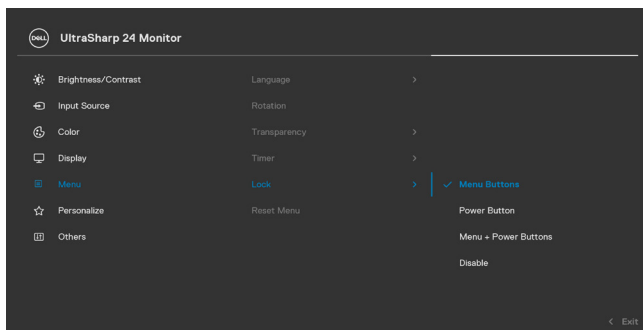 DELL UltraSharp 24 Monitor
Brightness/Contrast
Input Source
Color
Display
Menu
Personalize
Others
Language
Rotation
Transparency
Timer
Lock
Reset Menu
Menu Buttons
Power Button
Menu + Power Buttons
Disable
Exit